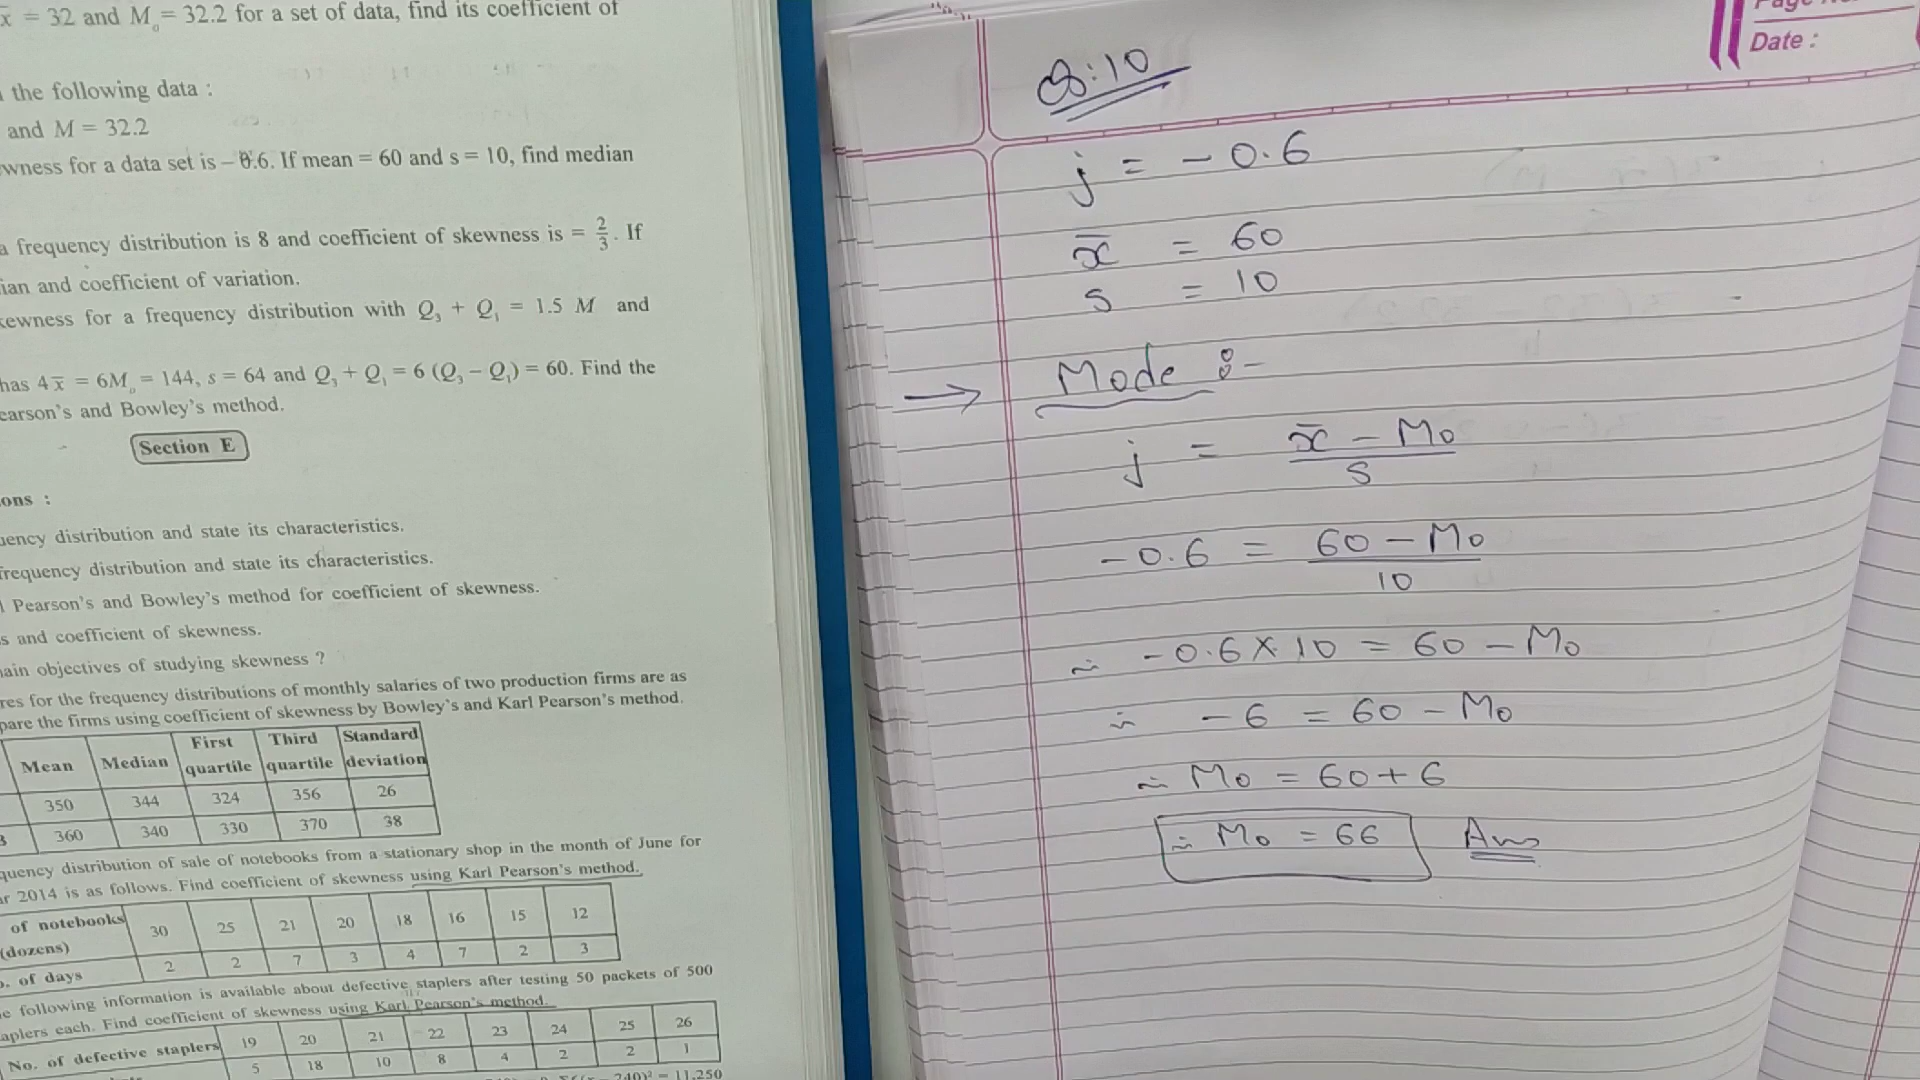 x̄ = 32 and Mₒ = 32.2 for a set of data, find its coefficient of
the following data :
and M = 32.2
for a data set is – 0.6. If mean = 60 and s = 10, find median
a frequency distribution is 8 and coefficient of skewness is = 2/3 . If
and coefficient of variation.
for a frequency distribution with Q₃ + Q₁ = 1.5 M and
has 4x̄ = 6Mₒ = 144, s = 64 and Q₃ + Q₁ = 6 (Q₃ − Q₁) = 60. Find the
and Bowley's method.
Section E
:
distribution and state its characteristics.
frequency distribution and state its characteristics.
Pearson's and Bowley's method for coefficient of skewness.
and coefficient of skewness.
objectives of studying skewness ?
for the frequency distributions of monthly salaries of two production firms are as
the firms using coefficient of skewness by Bowley's and Karl Pearson's method.
Mean Median First quartile Third quartile Standard deviation
350 344 324 356 26
360 340 330 370 38
distribution of sale of notebooks from a stationary shop in the month of June for
2014 is as follows. Find coefficient of skewness using Karl Pearson's method.
of notebooks (dozens) 30 25 21 20 18 16 15 12
of days 2 2 7 3 4 7 2 3
following information is available about defective staplers after testing 50 packets of 500
each. Find coefficient of skewness using Karl Pearson's method.
No. of defective staplers 19 20 21 22 23 24 25 26
5 18 10 8 4 2 2 1
= 11,250
Date :
8:10
j = − 0.6
x̄ = 60
s = 10
→ Mode :-
j = x̄ − Mo / s
−0.6 = 60 − Mo / 10
∴ −0.6 × 10 = 60 − Mo
∴ −6 = 60 − Mo
∴ Mo = 60 + 6
∴ Mo = 66 Ans